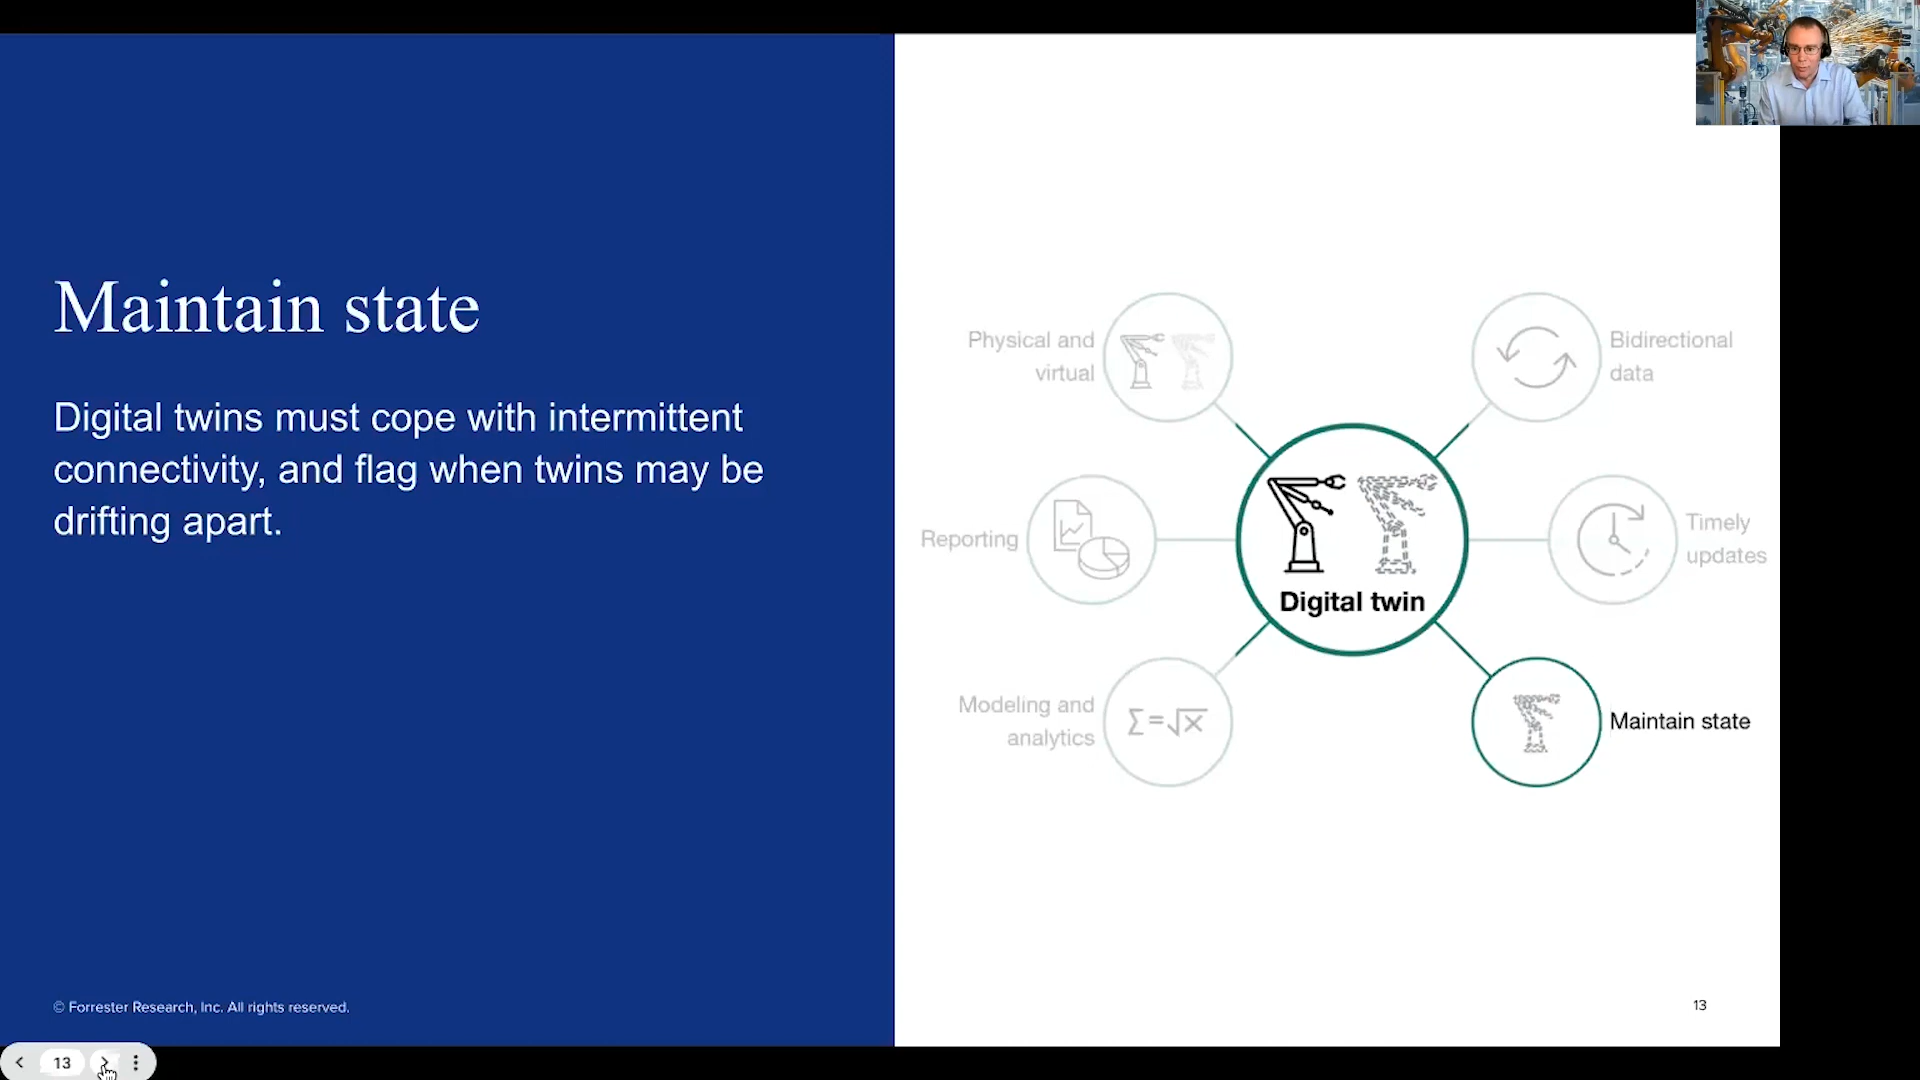 Maintain state
Digital twins must cope with intermittent
connectivity, and flag when twins may be
drifting apart.
Physical and
virtual
Bidirectional
data
Reporting
Digital twin
Timely
updates
Modeling and
analytics
Σ=√x
Maintain state
© Forrester Research, Inc. All rights reserved.
13
13